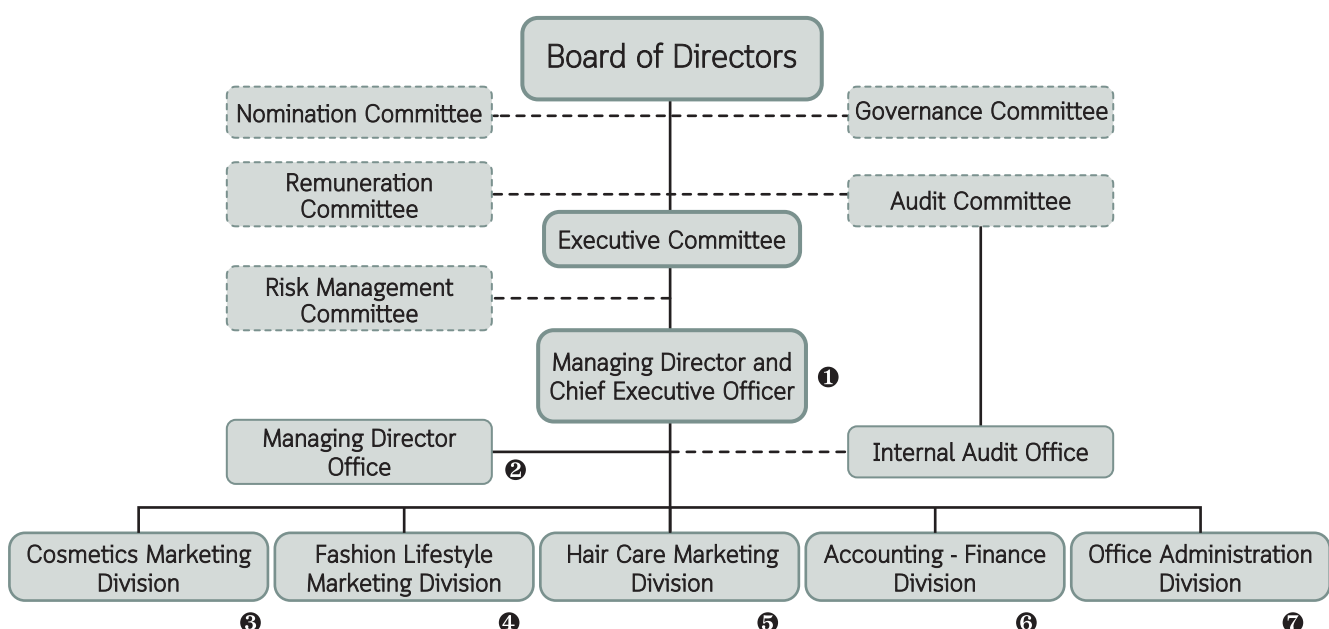 Board of Directors
Nomination Committee
Governance Committee
Remuneration
Committee
Audit Committee
Executive Committee
Risk Management
Committee
Managing Director and
Chief Executive Officer
❶
Managing Director
Office
❷
Internal Audit Office
Cosmetics Marketing
Division
❸
Fashion Lifestyle
Marketing Division
❹
Hair Care Marketing
Division
❺
Accounting - Finance
Division
❻
Office Administration
Division
❼